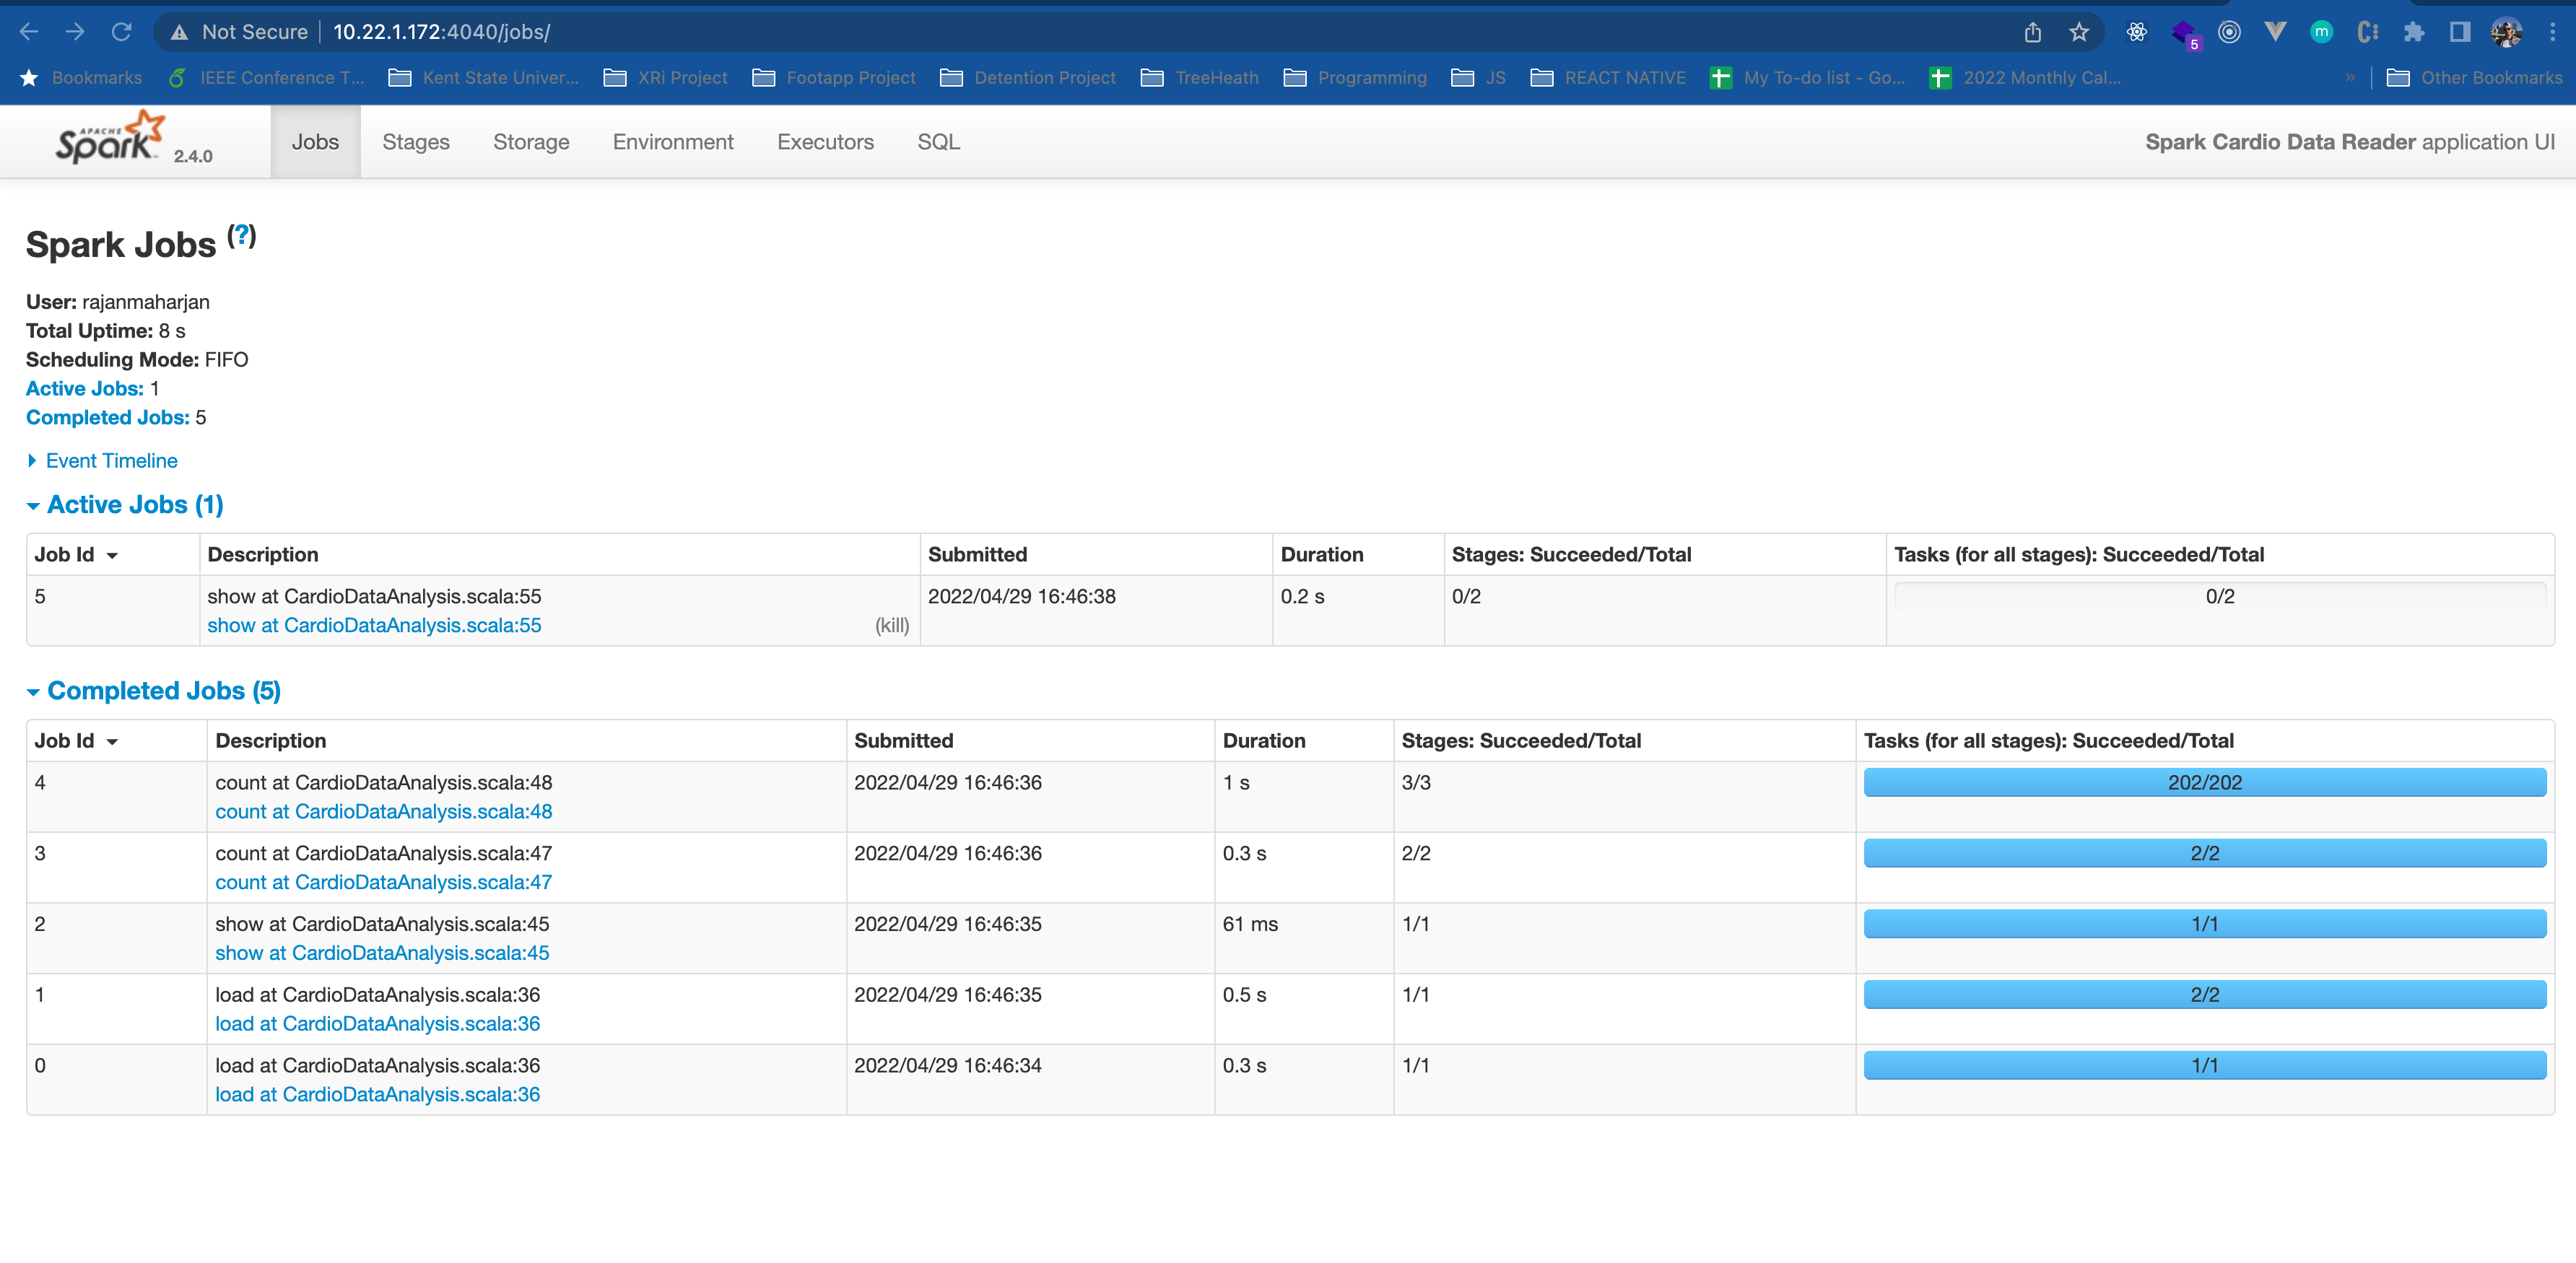 Not Secure 10.22.1.172:4040/jobs/
5
m
Bookmarks IEEE Conference T... Kent State Univer... XRi Project Footapp Project Detention Project TreeHeath Programming JS REACT NATIVE My To-do list - Go... 2022 Monthly Cal... » Other Bookmarks
APACHE Spark 2.4.0 Jobs Stages Storage Environment Executors SQL Spark Cardio Data Reader application UI
Spark Jobs (?)
User: rajanmaharjan
Total Uptime: 8 s
Scheduling Mode: FIFO
Active Jobs: 1
Completed Jobs: 5
Event Timeline
Active Jobs (1)
Job Id Description Submitted Duration Stages: Succeeded/Total Tasks (for all stages): Succeeded/Total
5 show at CardioDataAnalysis.scala:55 2022/04/29 16:46:38 0.2 s 0/2 0/2
show at CardioDataAnalysis.scala:55 (kill)
Completed Jobs (5)
Job Id Description Submitted Duration Stages: Succeeded/Total Tasks (for all stages): Succeeded/Total
4 count at CardioDataAnalysis.scala:48 2022/04/29 16:46:36 1 s 3/3 202/202
count at CardioDataAnalysis.scala:48
3 count at CardioDataAnalysis.scala:47 2022/04/29 16:46:36 0.3 s 2/2 2/2
count at CardioDataAnalysis.scala:47
2 show at CardioDataAnalysis.scala:45 2022/04/29 16:46:35 61 ms 1/1 1/1
show at CardioDataAnalysis.scala:45
1 load at CardioDataAnalysis.scala:36 2022/04/29 16:46:35 0.5 s 1/1 2/2
load at CardioDataAnalysis.scala:36
0 load at CardioDataAnalysis.scala:36 2022/04/29 16:46:34 0.3 s 1/1 1/1
load at CardioDataAnalysis.scala:36